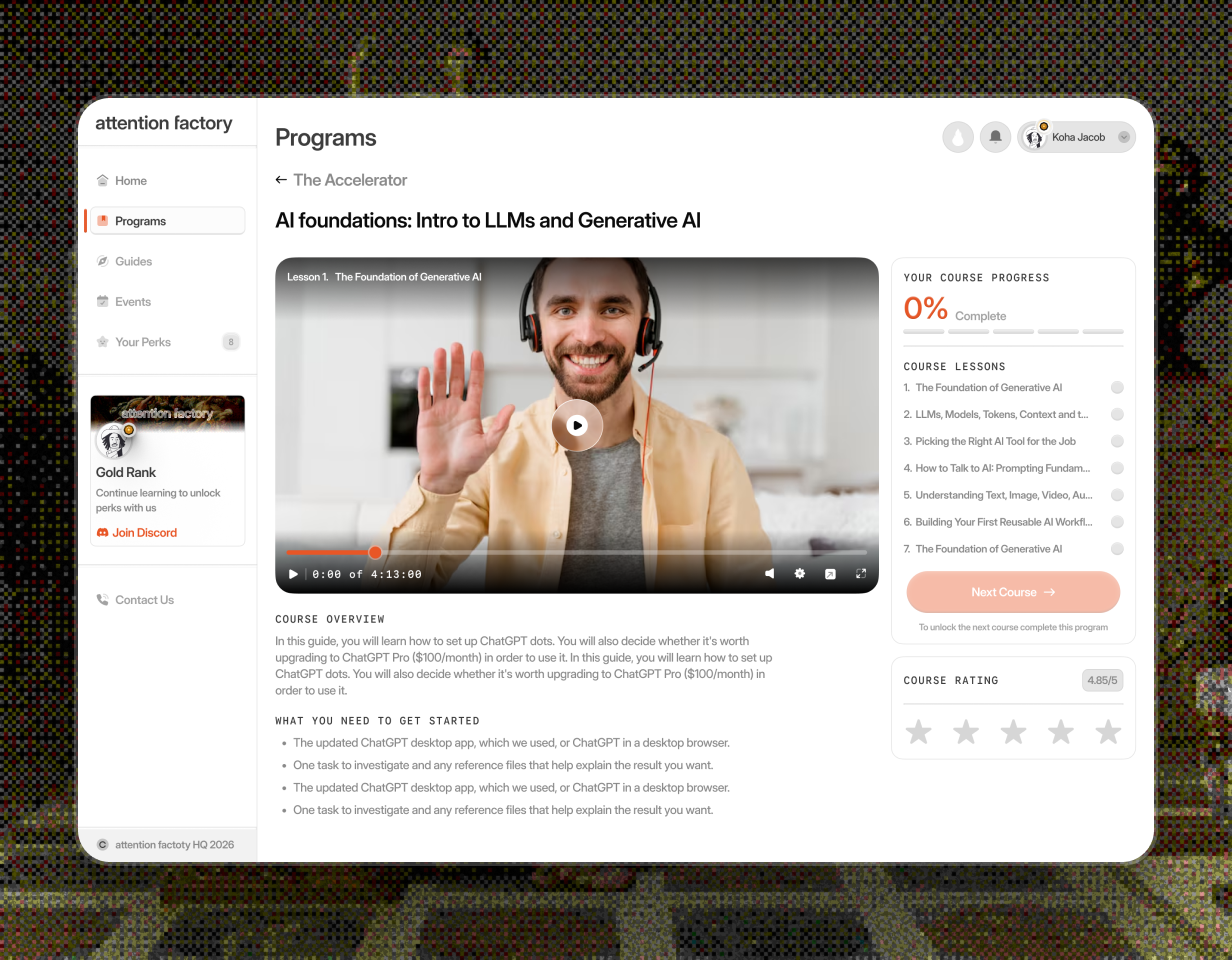 attention factory
Home
Programs
Guides
Events
Your Perks
8
attention factory
Gold Rank
Continue learning to unlock
perks with us
Join Discord
Contact Us
C
attention factoty HQ 2026
Programs
Koha Jacob
← The Accelerator
AI foundations: Intro to LLMs and Generative AI
Lesson 1. The Foundation of Generative AI
0:00 of 4:13:00
COURSE OVERVIEW
In this guide, you will learn how to set up ChatGPT dots. You will also decide whether it's worth
upgrading to ChatGPT Pro ($100/month) in order to use it. In this guide, you will learn how to set up
ChatGPT dots. You will also decide whether it's worth upgrading to ChatGPT Pro ($100/month) in
order to use it.
WHAT YOU NEED TO GET STARTED
• The updated ChatGPT desktop app, which we used, or ChatGPT in a desktop browser.
• One task to investigate and any reference files that help explain the result you want.
• The updated ChatGPT desktop app, which we used, or ChatGPT in a desktop browser.
• One task to investigate and any reference files that help explain the result you want.
YOUR COURSE PROGRESS
0% Complete
COURSE LESSONS
1. The Foundation of Generative AI
2. LLMs, Models, Tokens, Context and t...
3. Picking the Right AI Tool for the Job
4. How to Talk to AI: Prompting Fundam...
5. Understanding Text, Image, Video, Au...
6. Building Your First Reusable AI Workfl...
7. The Foundation of Generative AI
Next Course →
To unlock the next course complete this program
COURSE RATING
4.85/5